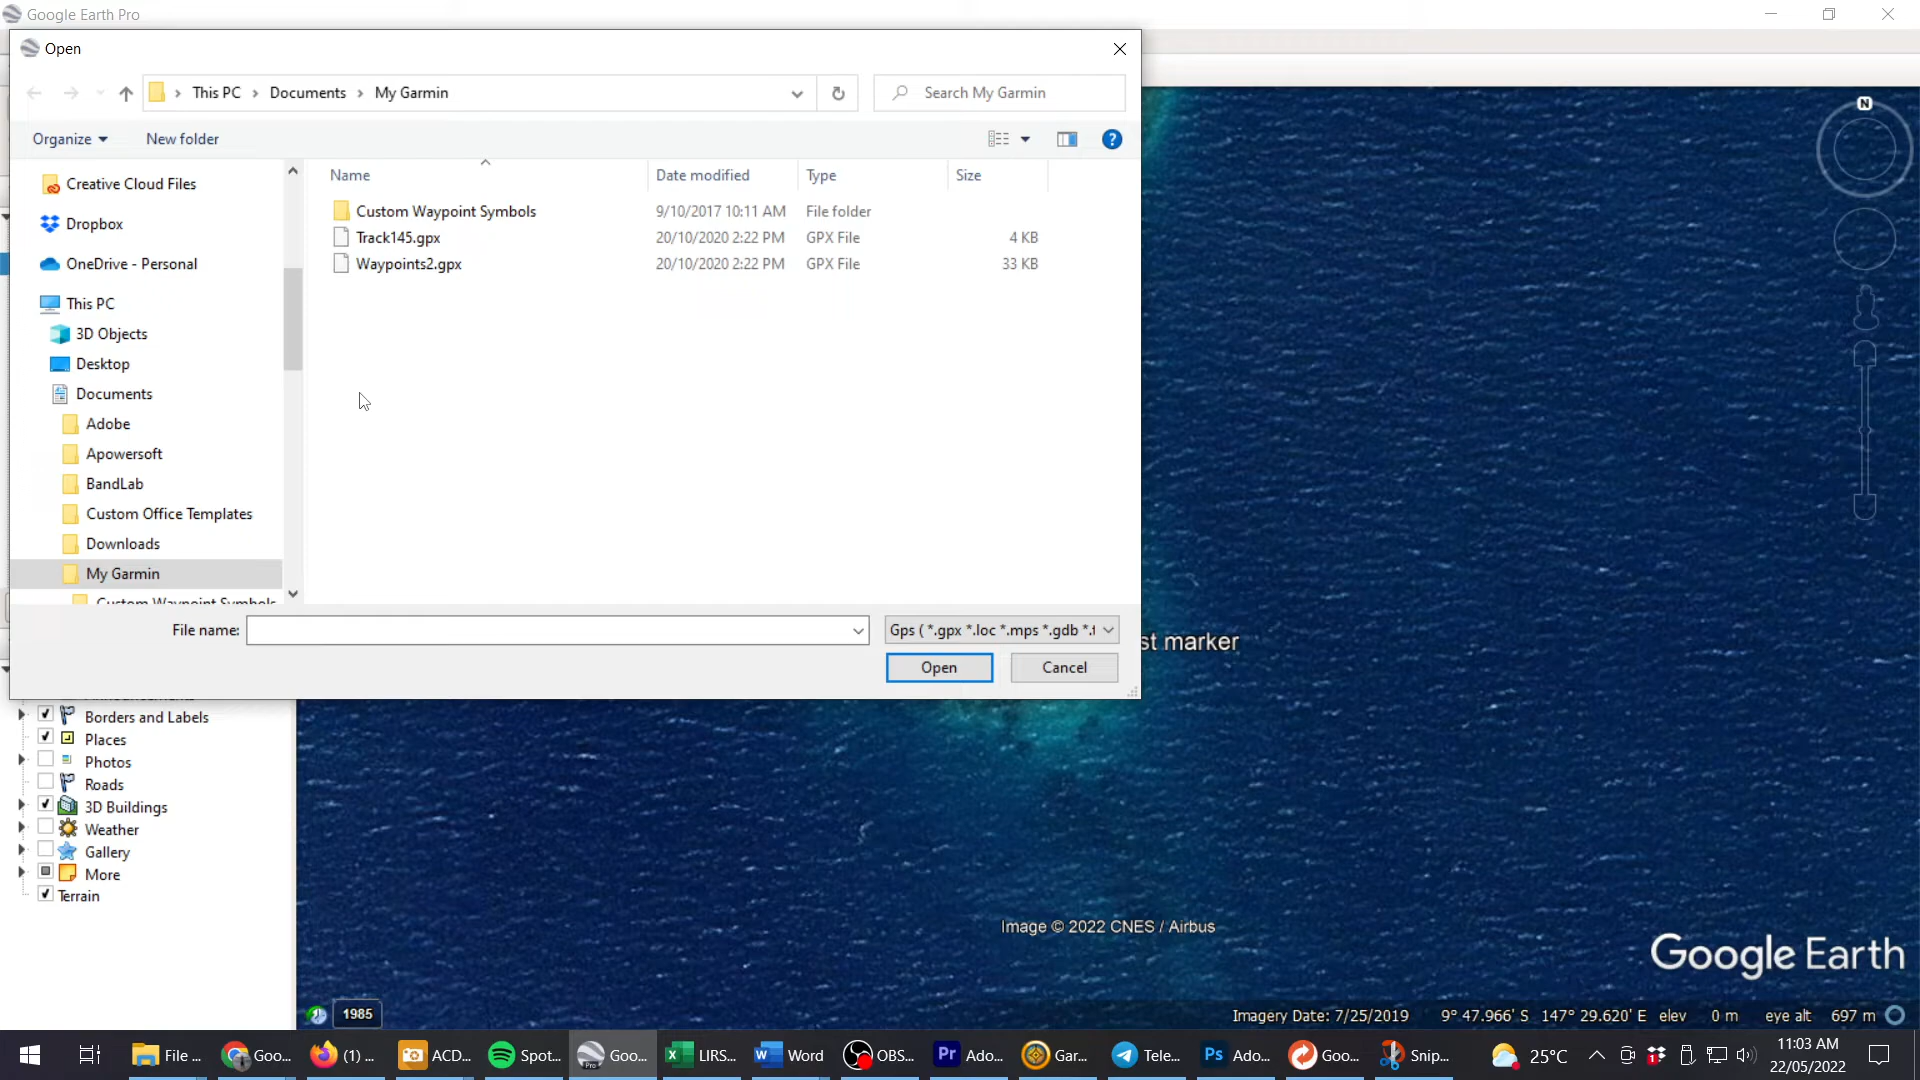 Google Earth Pro
Open
This PC > Documents > My Garmin
Search My Garmin
Organize
New folder
Name
Date modified
Type
Size
Creative Cloud Files
Dropbox
OneDrive - Personal
This PC
3D Objects
Desktop
Documents
Adobe
Apowersoft
BandLab
Custom Office Templates
Downloads
My Garmin
Custom Waypoint Symbols
Custom Waypoint Symbols 9/10/2017 10:11 AM File folder
Track145.gpx 20/10/2020 2:22 PM GPX File 4 KB
Waypoints2.gpx 20/10/2020 2:22 PM GPX File 33 KB
File name:
Gps ( *.gpx *.loc *.mps *.gdb *.t
Open
Cancel
N
st marker
Borders and Labels
Places
Photos
Roads
3D Buildings
Weather
Gallery
More
Terrain
Image © 2022 CNES / Airbus
Google Earth
1985
Imagery Date: 7/25/2019 9° 47.966' S 147° 29.620' E elev 0 m eye alt 697 m
File ...
Goo...
(1) ...
ACD...
Spot...
Pro
Goo...
LIRS...
Word
OBS...
Pr Ado...
Gar...
Tele...
Ps Ado...
Goo...
Snip...
25°C
11:03 AM
22/05/2022